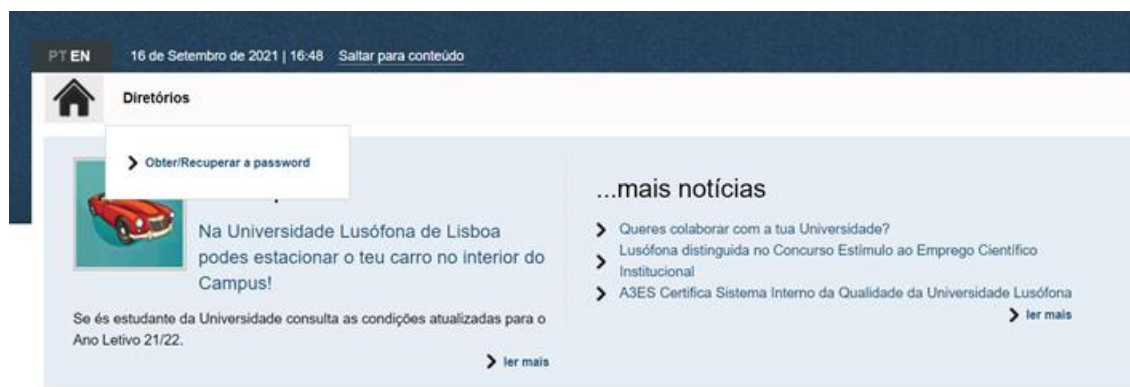 PT EN 16 de Setembro de 2021 | 16:48 Saltar para conteúdo
Diretórios
Obter/Recuperar a password
Na Universidade Lusófona de Lisboa
podes estacionar o teu carro no interior do
Campus!
Se és estudante da Universidade consulta as condições atualizadas para o
Ano Letivo 21/22.
ler mais
...mais notícias
Queres colaborar com a tua Universidade?
Lusófona distinguida no Concurso Estímulo ao Emprego Científico
Institucional
A3ES Certifica Sistema Interno da Qualidade da Universidade Lusófona
ler mais